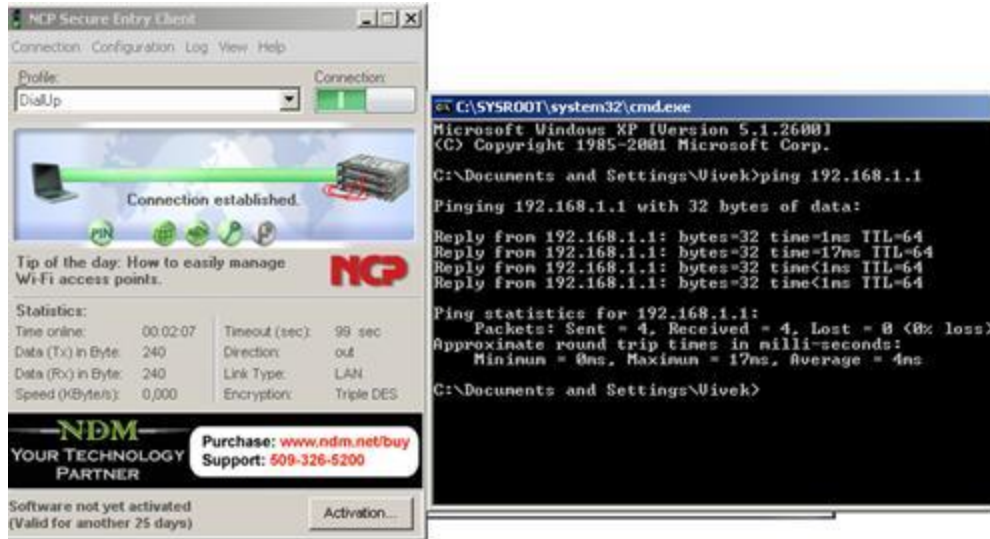 NCP Secure Entry Client
Connection Configuration Log View Help
Profile:
Connection:
DialUp
Connection established.
PIN
Tip of the day: How to easily manage
Wi-Fi access points.
NCP
Statistics:
Time online: 00:02:07 Timeout (sec): 99 sec
Data (Tx) in Byte: 240 Direction: out
Data (Rx) in Byte: 240 Link Type: LAN
Speed (KByte/s): 0,000 Encryption: Triple DES
NDM
YOUR TECHNOLOGY
PARTNER
Purchase: www.ndm.net/buy
Support: 509-326-5200
Software not yet activated
(Valid for another 25 days)
Activation...
C:\SYSROOT\system32\cmd.exe
Microsoft Windows XP [Version 5.1.2600]
(C) Copyright 1985-2001 Microsoft Corp.
C:\Documents and Settings\Vivek>ping 192.168.1.1
Pinging 192.168.1.1 with 32 bytes of data:
Reply from 192.168.1.1: bytes=32 time=1ms TTL=64
Reply from 192.168.1.1: bytes=32 time=17ms TTL=64
Reply from 192.168.1.1: bytes=32 time<1ms TTL=64
Reply from 192.168.1.1: bytes=32 time<1ms TTL=64
Ping statistics for 192.168.1.1:
Packets: Sent = 4, Received = 4, Lost = 0 (0% loss)
Approximate round trip times in milli-seconds:
Minimum = 0ms, Maximum = 17ms, Average = 4ms
C:\Documents and Settings\Vivek>